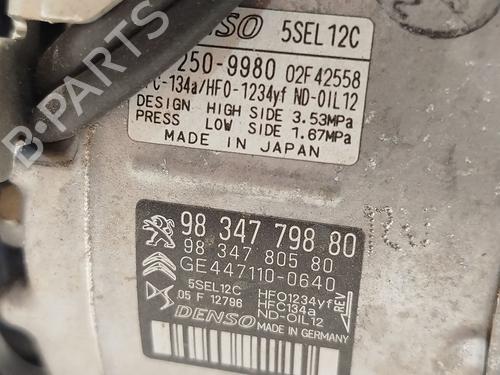 5SEL12C
250-9980 02F42558
C-134a/HFO-1234yf ND-OIL12
DESIGN HIGH SIDE 3.53MPa
PRESS LOW SIDE 1.67MPa
MADE IN JAPAN
98 347 798 80
98 347 805 80
GE447110-0640
5SEL12C HFO1234yf
05 F 12796 HFC134a
ND-OIL12
REV
DENSO MADE IN GERMANY